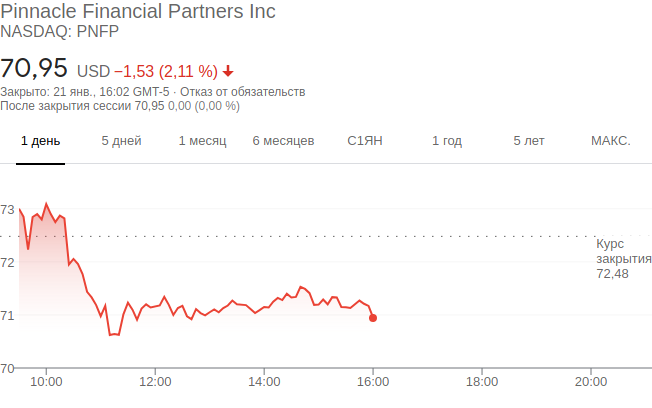 Pinnacle Financial Partners Inc
NASDAQ: PNFP
70,95 USD −1,53 (2,11 %)
Закрыто: 21 янв., 16:02 GMT-5 · Отказ от обязательств
После закрытия сессии 70,95 0,00 (0,00 %)
1 день 5 дней 1 месяц 6 месяцев С1ЯН 1 год 5 лет МАКС.
73
Курс
закрытия
72,48
72
71
70
10:00 12:00 14:00 16:00 18:00 20:00